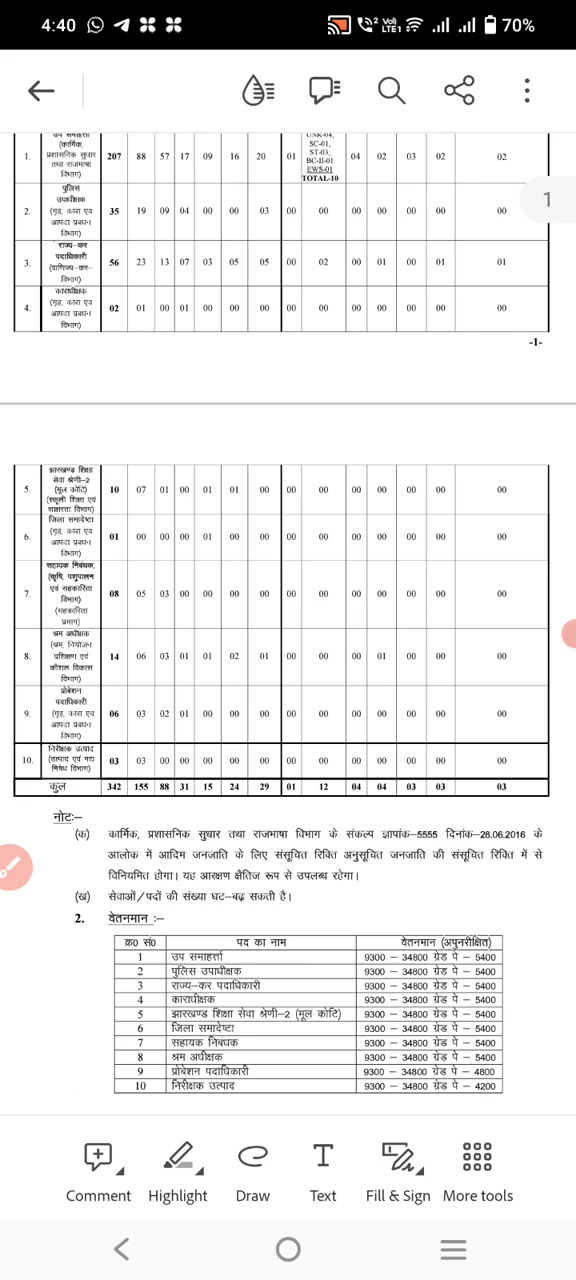 4:40 VoD LTE1 70%
1
उप समाहर्त्ता UNR-04,
(कार्मिक, SC-01,
1. प्रशासनिक सुधार 207 88 57 17 09 16 20 01 ST-03, 04 02 03 02 02
तथा राजभाषा BC-II-01
विभाग) EWS-01
TOTAL-10
पुलिस
उपाधीक्षक
2. (गृह, कारा एवं 35 19 09 04 00 00 03 00 00 00 00 00 00 00
आपदा प्रबंधन
विभाग)
राज्य-कर
पदाधिकारी
3. (वाणिज्य-कर- 56 23 13 07 03 05 05 00 02 00 01 00 01 01
विभाग)
काराधीक्षक
4. (गृह, कारा एवं 02 01 00 01 00 00 00 00 00 00 00 00 00 00
आपदा प्रबंधन
विभाग)
-1-
झारखण्ड शिक्षा
सेवा श्रेणी-2
5. (मूल कोटि) 10 07 01 00 01 01 00 00 00 00 00 00 00 00
(स्कूली शिक्षा एवं
साक्षरता विभाग)
जिला समादेष्टा
6. (गृह, कारा एवं 01 00 00 00 01 00 00 00 00 00 00 00 00 00
आपदा प्रबंधन
विभाग)
सहायक निबंधक,
(कृषि, पशुपालन
7. एवं सहकारिता 08 05 03 00 00 00 00 00 00 00 00 00 00 00
विभाग)
(सहकारिता
प्रभाग)
श्रम अधीक्षक
(श्रम, नियोजन
8. प्रशिक्षण एवं 14 06 03 01 01 02 01 00 00 00 01 00 00 00
कौशल विकास
विभाग)
प्रोबेशन
पदाधिकारी
9. (गृह, कारा एवं 06 03 02 01 00 00 00 00 00 00 00 00 00 00
आपदा प्रबंधन
विभाग)
निरीक्षक उत्पाद
10. (उत्पाद एवं मद्य 03 03 00 00 00 00 00 00 00 00 00 00 00 00
निषेध विभाग)
कुल 342 155 88 31 15 24 29 01 12 04 04 03 03 03
नोटः–
(क) कार्मिक, प्रशासनिक सुधार तथा राजभाषा विभाग के संकल्प ज्ञापांक–5555 दिनांक–28.06.2016 के
आलोक में आदिम जनजाति के लिए संसूचित रिक्ति अनुसूचित जनजाति की संसूचित रिक्ति में से
विनियमित होगा। यह आरक्षण क्षैतिज रूप से उपलब्ध रहेगा।
(ख) सेवाओं/पदों की संख्या घट–बढ़ सकती है।
2. वेतनमान :–
क्र0 सं0 पद का नाम वेतनमान (अपुनरीक्षित)
1 उप समाहर्त्ता 9300 – 34800 ग्रेड पे – 5400
2 पुलिस उपाधीक्षक 9300 – 34800 ग्रेड पे – 5400
3 राज्य–कर पदाधिकारी 9300 – 34800 ग्रेड पे – 5400
4 काराधीक्षक 9300 – 34800 ग्रेड पे – 5400
5 झारखण्ड शिक्षा सेवा श्रेणी–2 (मूल कोटि) 9300 – 34800 ग्रेड पे – 5400
6 जिला समादेष्टा 9300 – 34800 ग्रेड पे – 5400
7 सहायक निबंधक 9300 – 34800 ग्रेड पे – 5400
8 श्रम अधीक्षक 9300 – 34800 ग्रेड पे – 5400
9 प्रोबेशन पदाधिकारी 9300 – 34800 ग्रेड पे – 4800
10 निरीक्षक उत्पाद 9300 – 34800 ग्रेड पे – 4200
Comment Highlight Draw Text Fill & Sign More tools